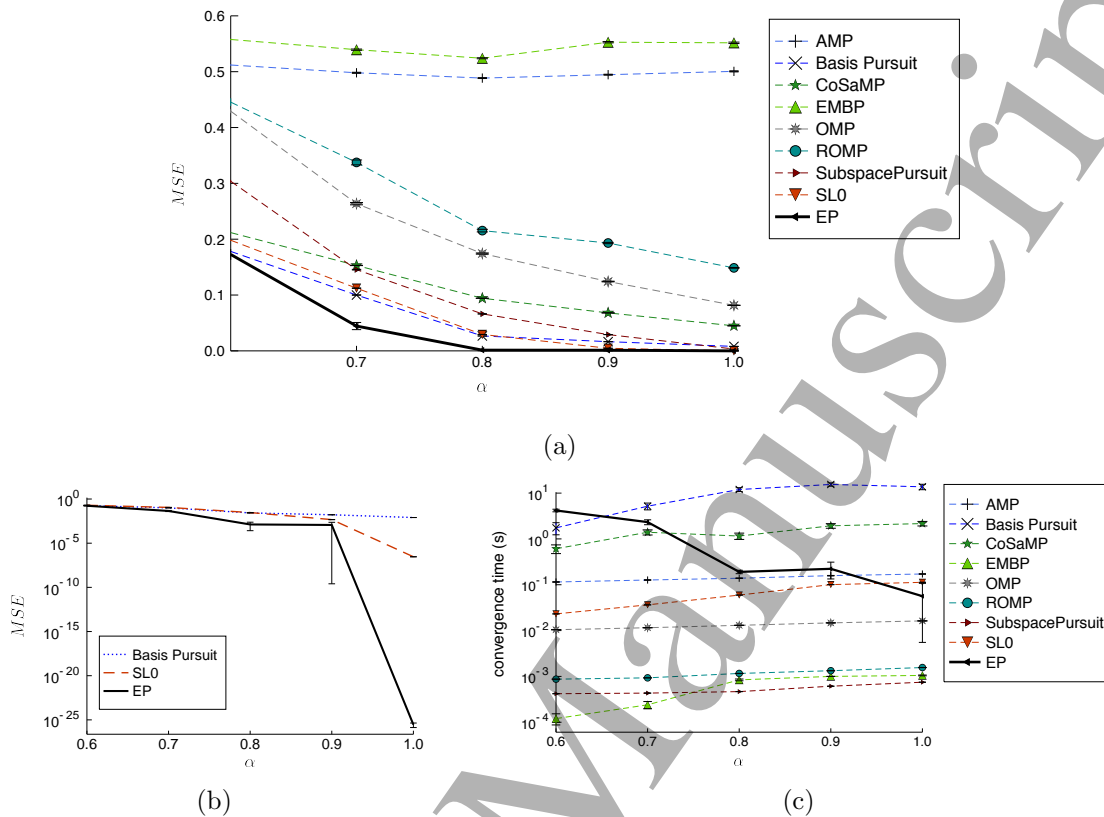 0.6
0.5
0.4
0.3
0.2
0.1
0.0
MSE
0.7
0.8
0.9
1.0
α
AMP
Basis Pursuit
CoSaMP
EMBP
OMP
ROMP
SubspacePursuit
SL0
EP
(a)
10^0
10^-5
10^-10
10^-15
10^-20
10^-25
MSE
Basis Pursuit
SL0
EP
0.6
0.7
0.8
0.9
1.0
α
(b)
10^1
10^0
10^-1
10^-2
10^-3
10^-4
convergence time (s)
0.6
0.7
0.8
0.9
1.0
α
AMP
Basis Pursuit
CoSaMP
EMBP
OMP
ROMP
SubspacePursuit
SL0
EP
(c)
Manuscrip